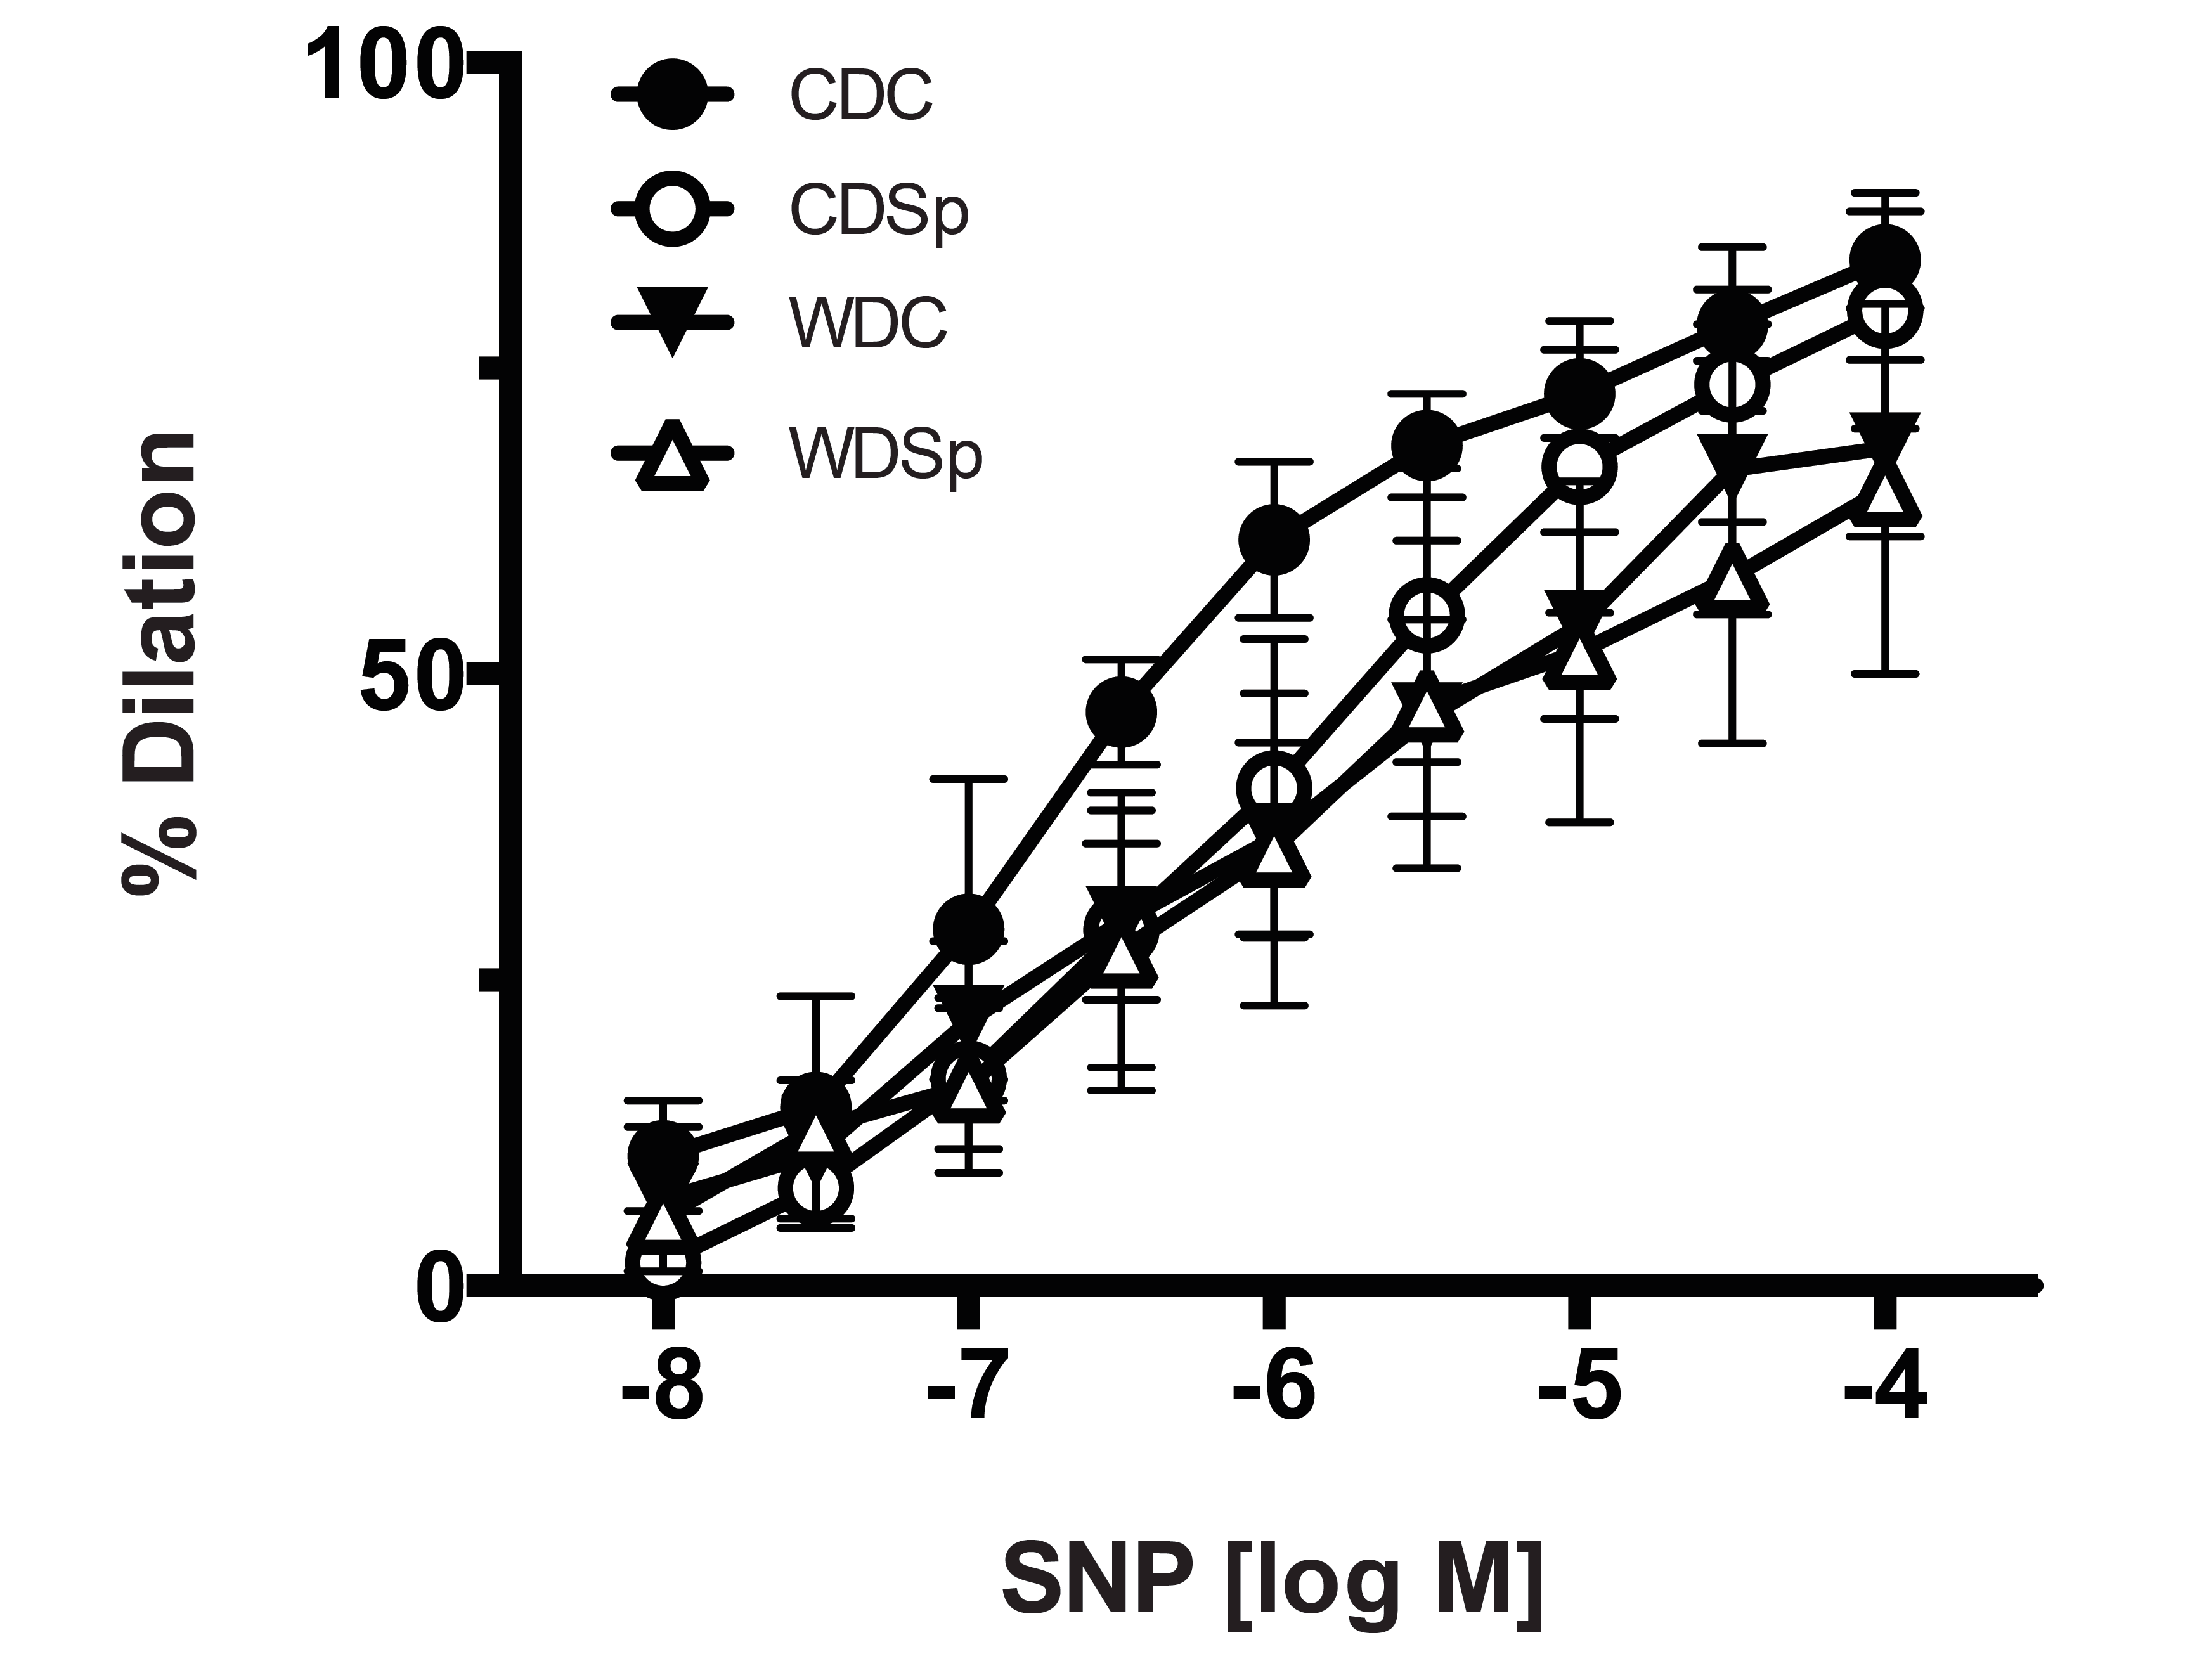 100
50
0
% Dilation
CDC
CDSp
WDC
WDSp
-8 -7 -6 -5 -4
SNP [log M]